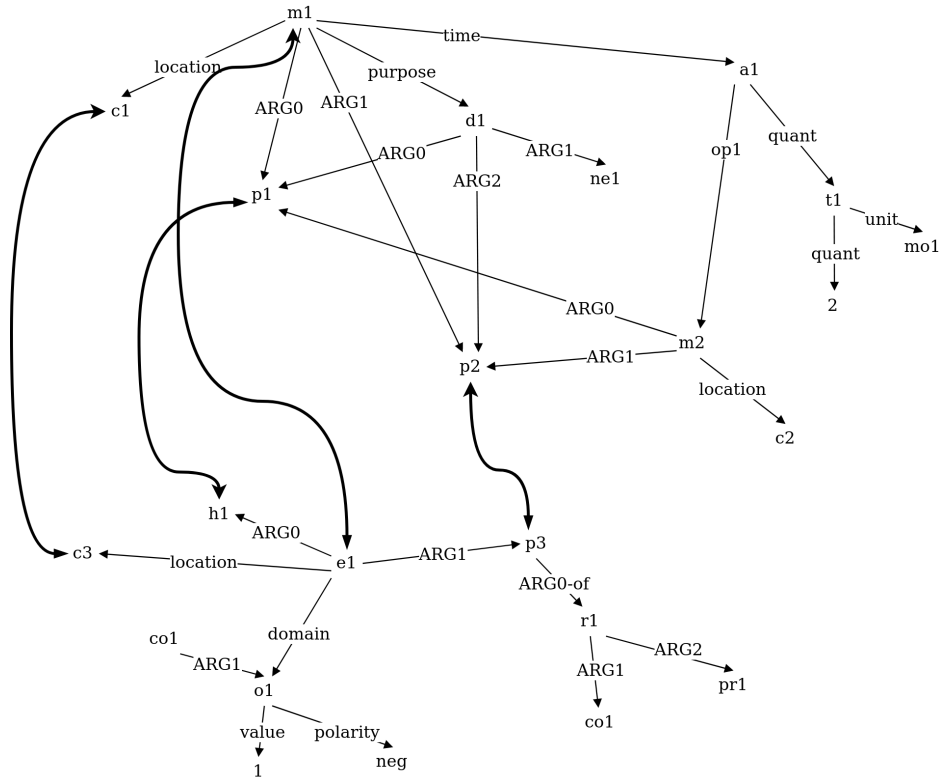 m1
time
location
purpose
a1
ARG0
ARG1
c1
d1
quant
op1
ARG0
ARG1
ARG2
ne1
p1
t1
unit
mo1
quant
2
ARG0
m2
ARG1
p2
location
c2
h1
ARG0
p3
c3
location
e1
ARG1
ARG0-of
r1
co1
domain
ARG1
ARG2
ARG1
pr1
o1
co1
value
polarity
neg
1